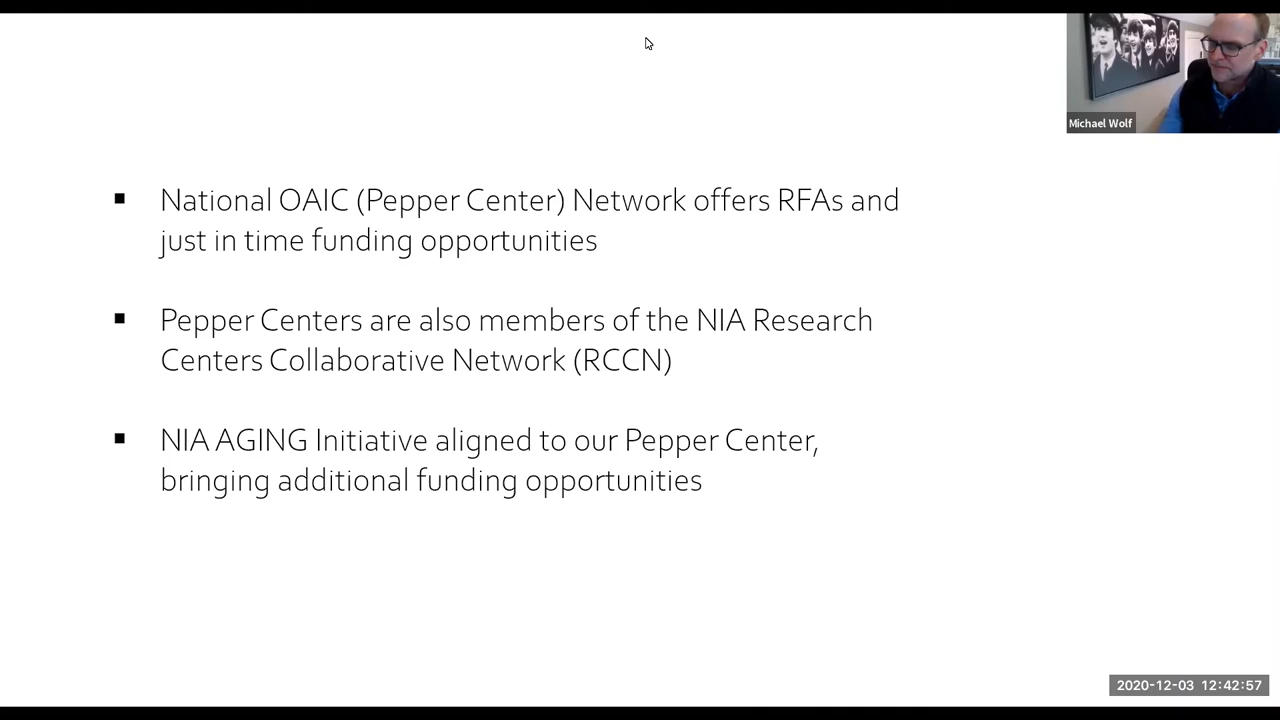 Michael Wolf
▪ National OAIC (Pepper Center) Network offers RFAs and
just in time funding opportunities
▪ Pepper Centers are also members of the NIA Research
Centers Collaborative Network (RCCN)
▪ NIA AGING Initiative aligned to our Pepper Center,
bringing additional funding opportunities
2020-12-03 12:42:57